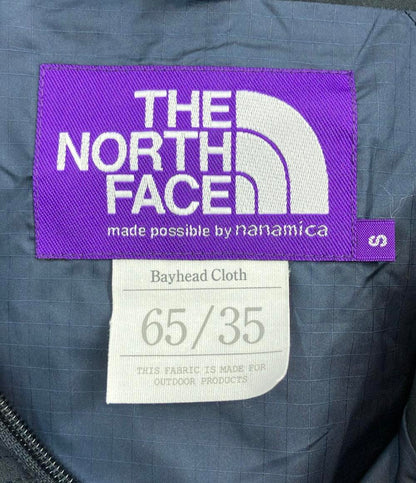 THE
NORTH
FACE
made possible by nanamica
S
Bayhead Cloth
65/35
THIS FABRIC IS MADE FOR
OUTDOOR PRODUCTS